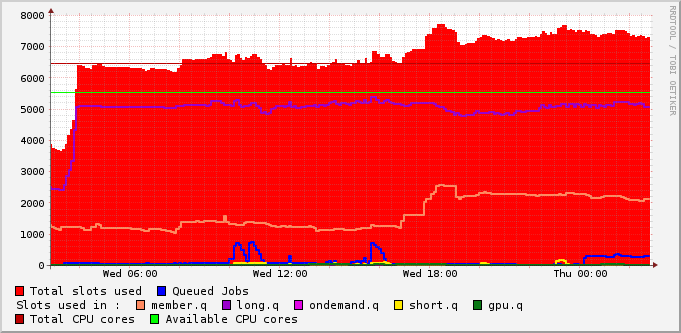 RRDTOOL / TOBI OETIKER
8000
7000
6000
5000
4000
3000
2000
1000
0
Wed 06:00 Wed 12:00 Wed 18:00 Thu 00:00
Total slots used Queued Jobs
Slots used in : member.q long.q ondemand.q short.q gpu.q
Total CPU cores Available CPU cores